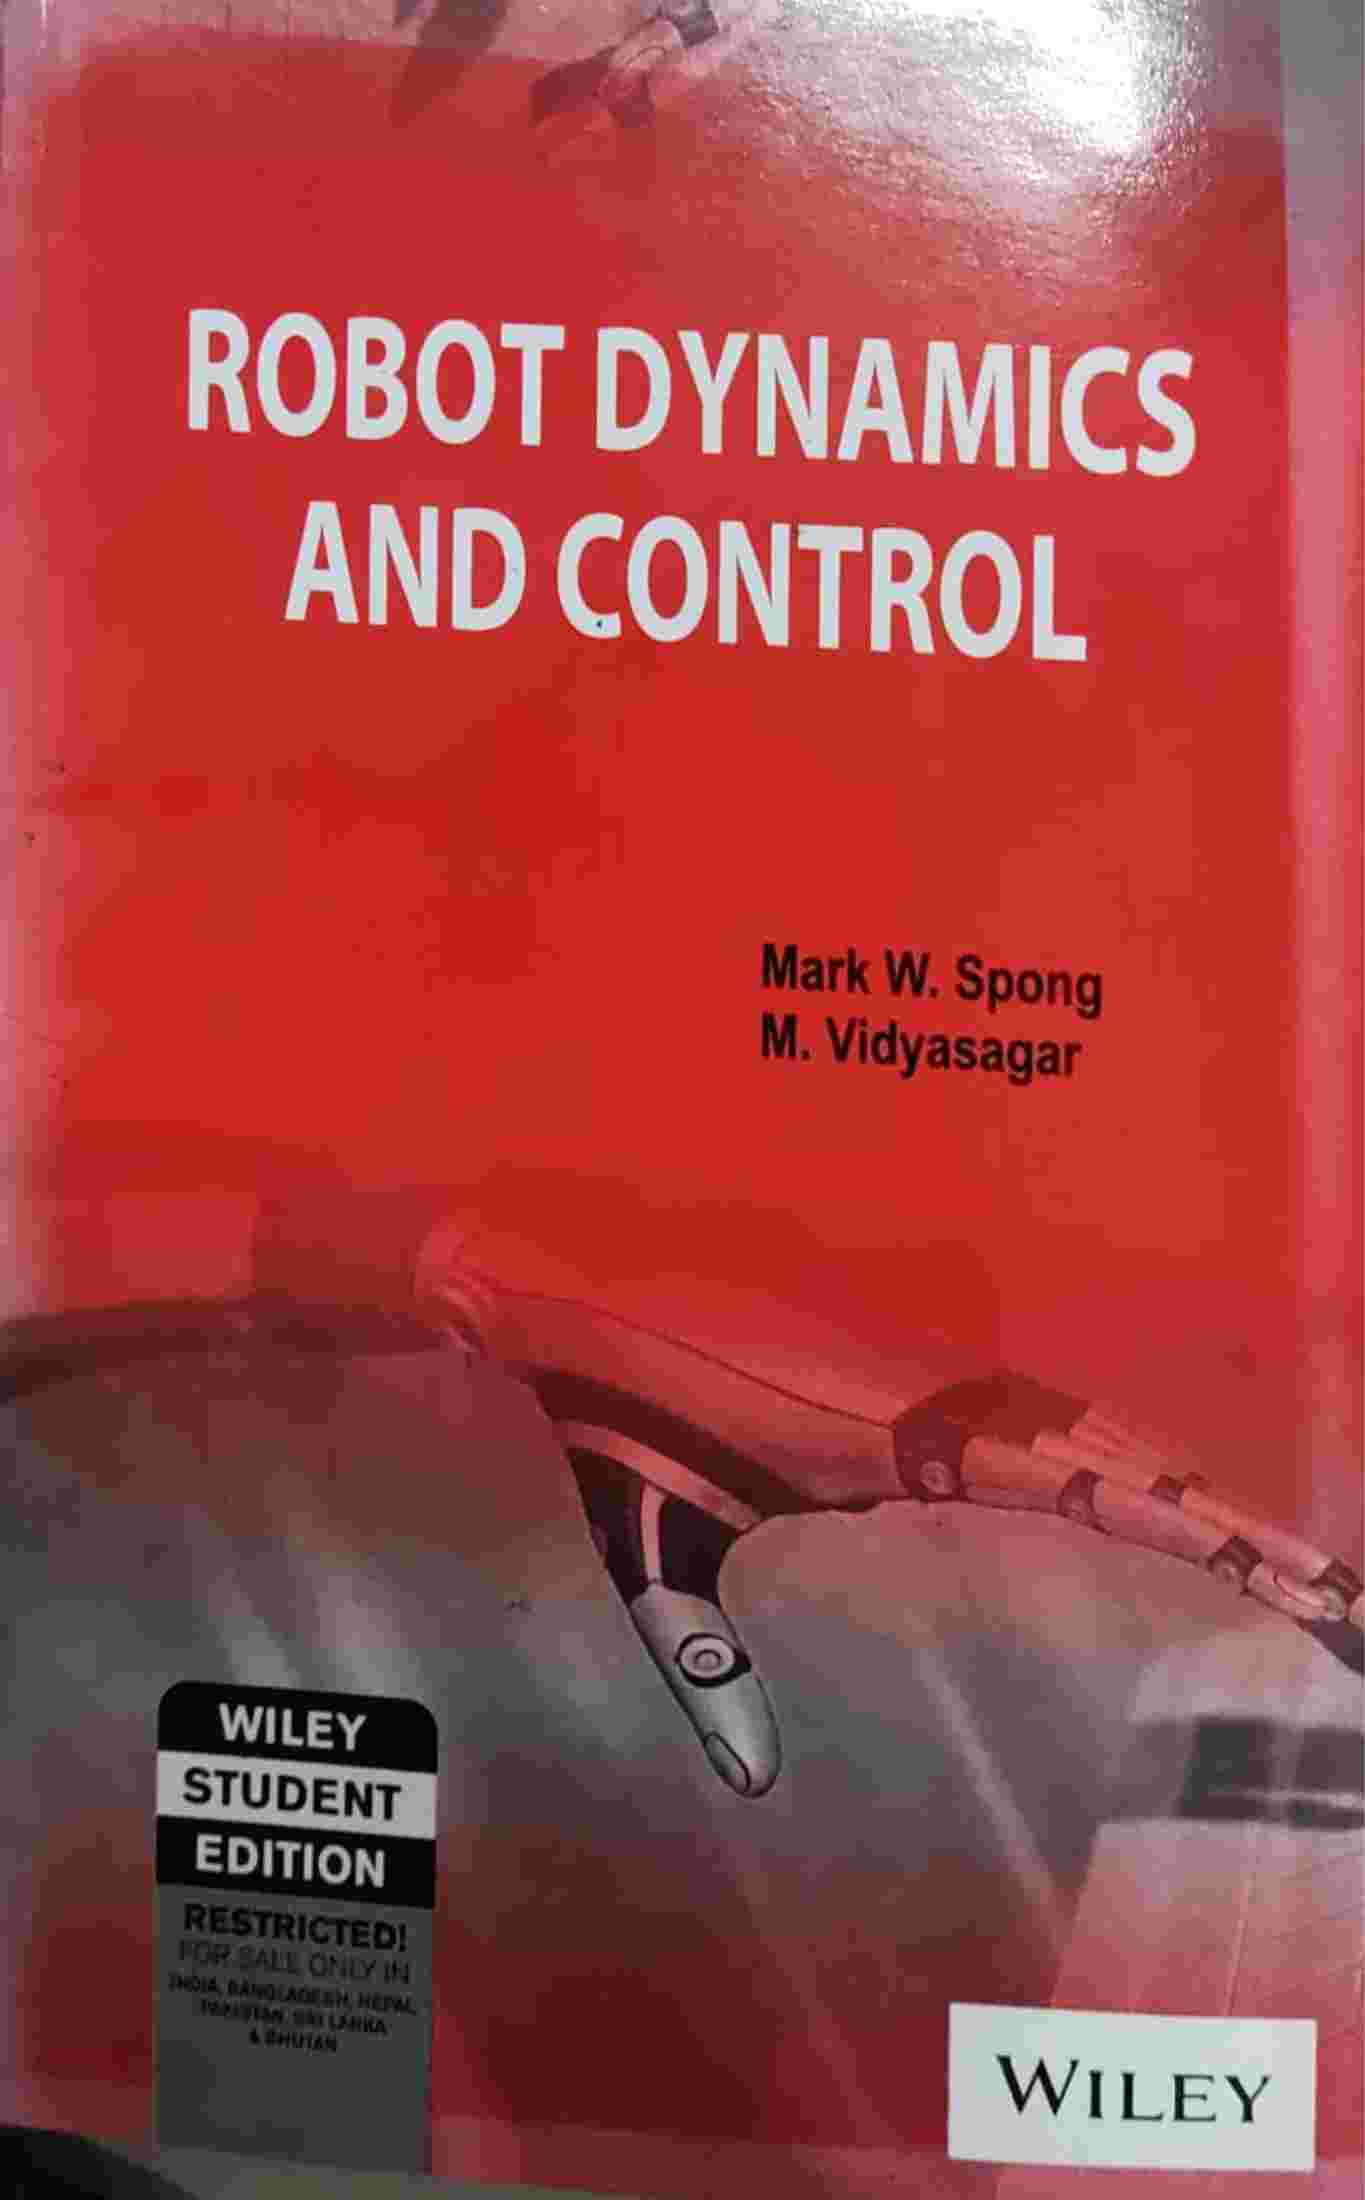 ROBOT DYNAMICS
AND CONTROL
Mark W. Spong
M. Vidyasagar
WILEY
STUDENT
EDITION
RESTRICTED!
FOR SALE ONLY IN
INDIA, BANGLADESH, NEPAL,
PAKISTAN, SRI LANKA
& BHUTAN
WILEY